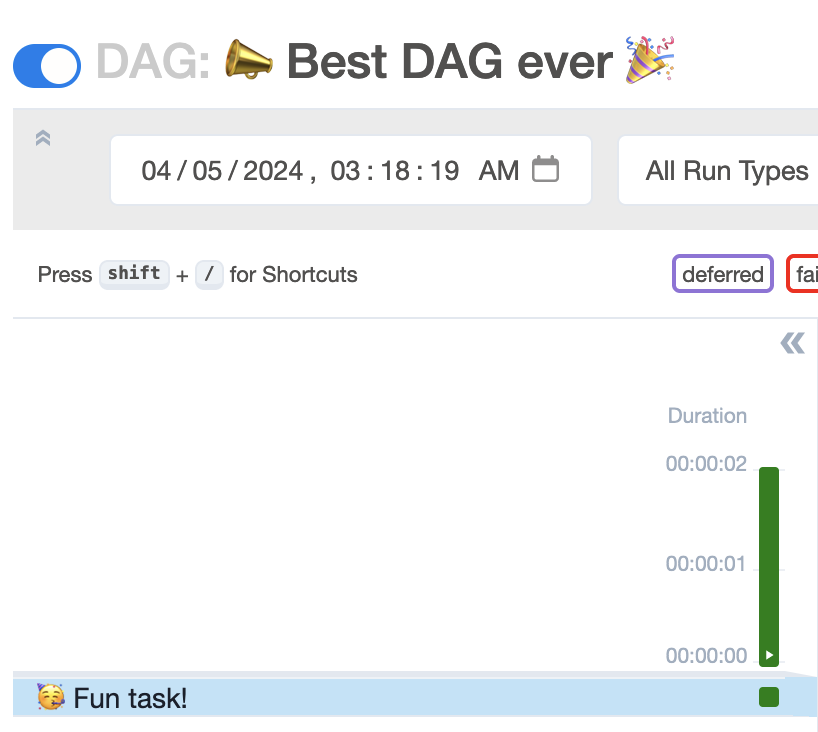 DAG: 📣 Best DAG ever 🎉
04/05/2024, 03:18:19 AM All Run Types
Press shift + / for Shortcuts deferred fai
Duration
00:00:02
00:00:01
00:00:00
🥳 Fun task!